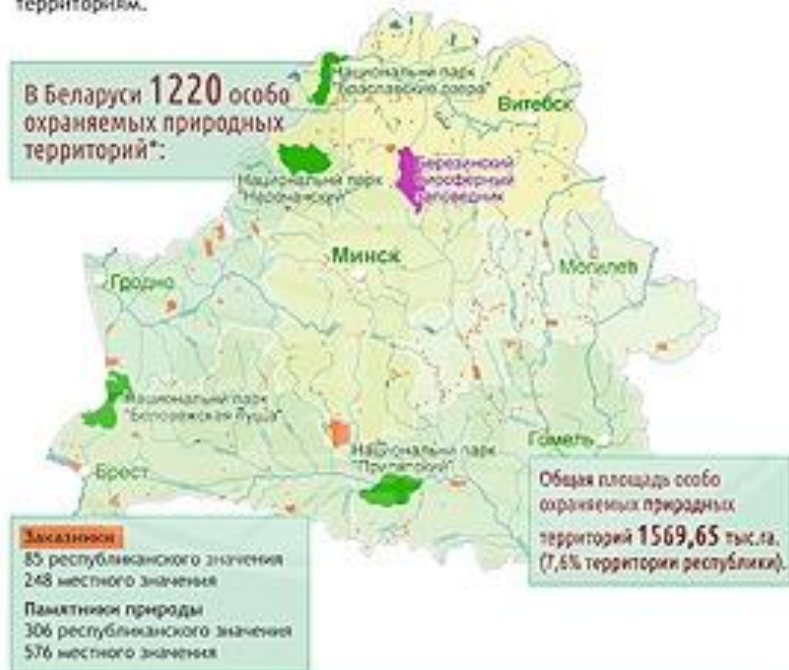 территориям.
В Беларуси 1220 особо
охраняемых природных
территорий*:
Национальный парк
"Браславские озера"
Витебск
Национальный парк
"Нарочанский"
Березинский
биосферный
заповедник
Минск
Гродно
Могилев
Национальный парк
"Беловежская Пуща"
Национальный парк
"Припятский"
Гомель
Брест
Общая площадь особо
охраняемых природных
территорий 1569,65 тыс.га.
(7,6% территории республики).
Заказники
85 республиканского значения
248 местного значения
Памятники природы
306 республиканского значения
576 местного значения